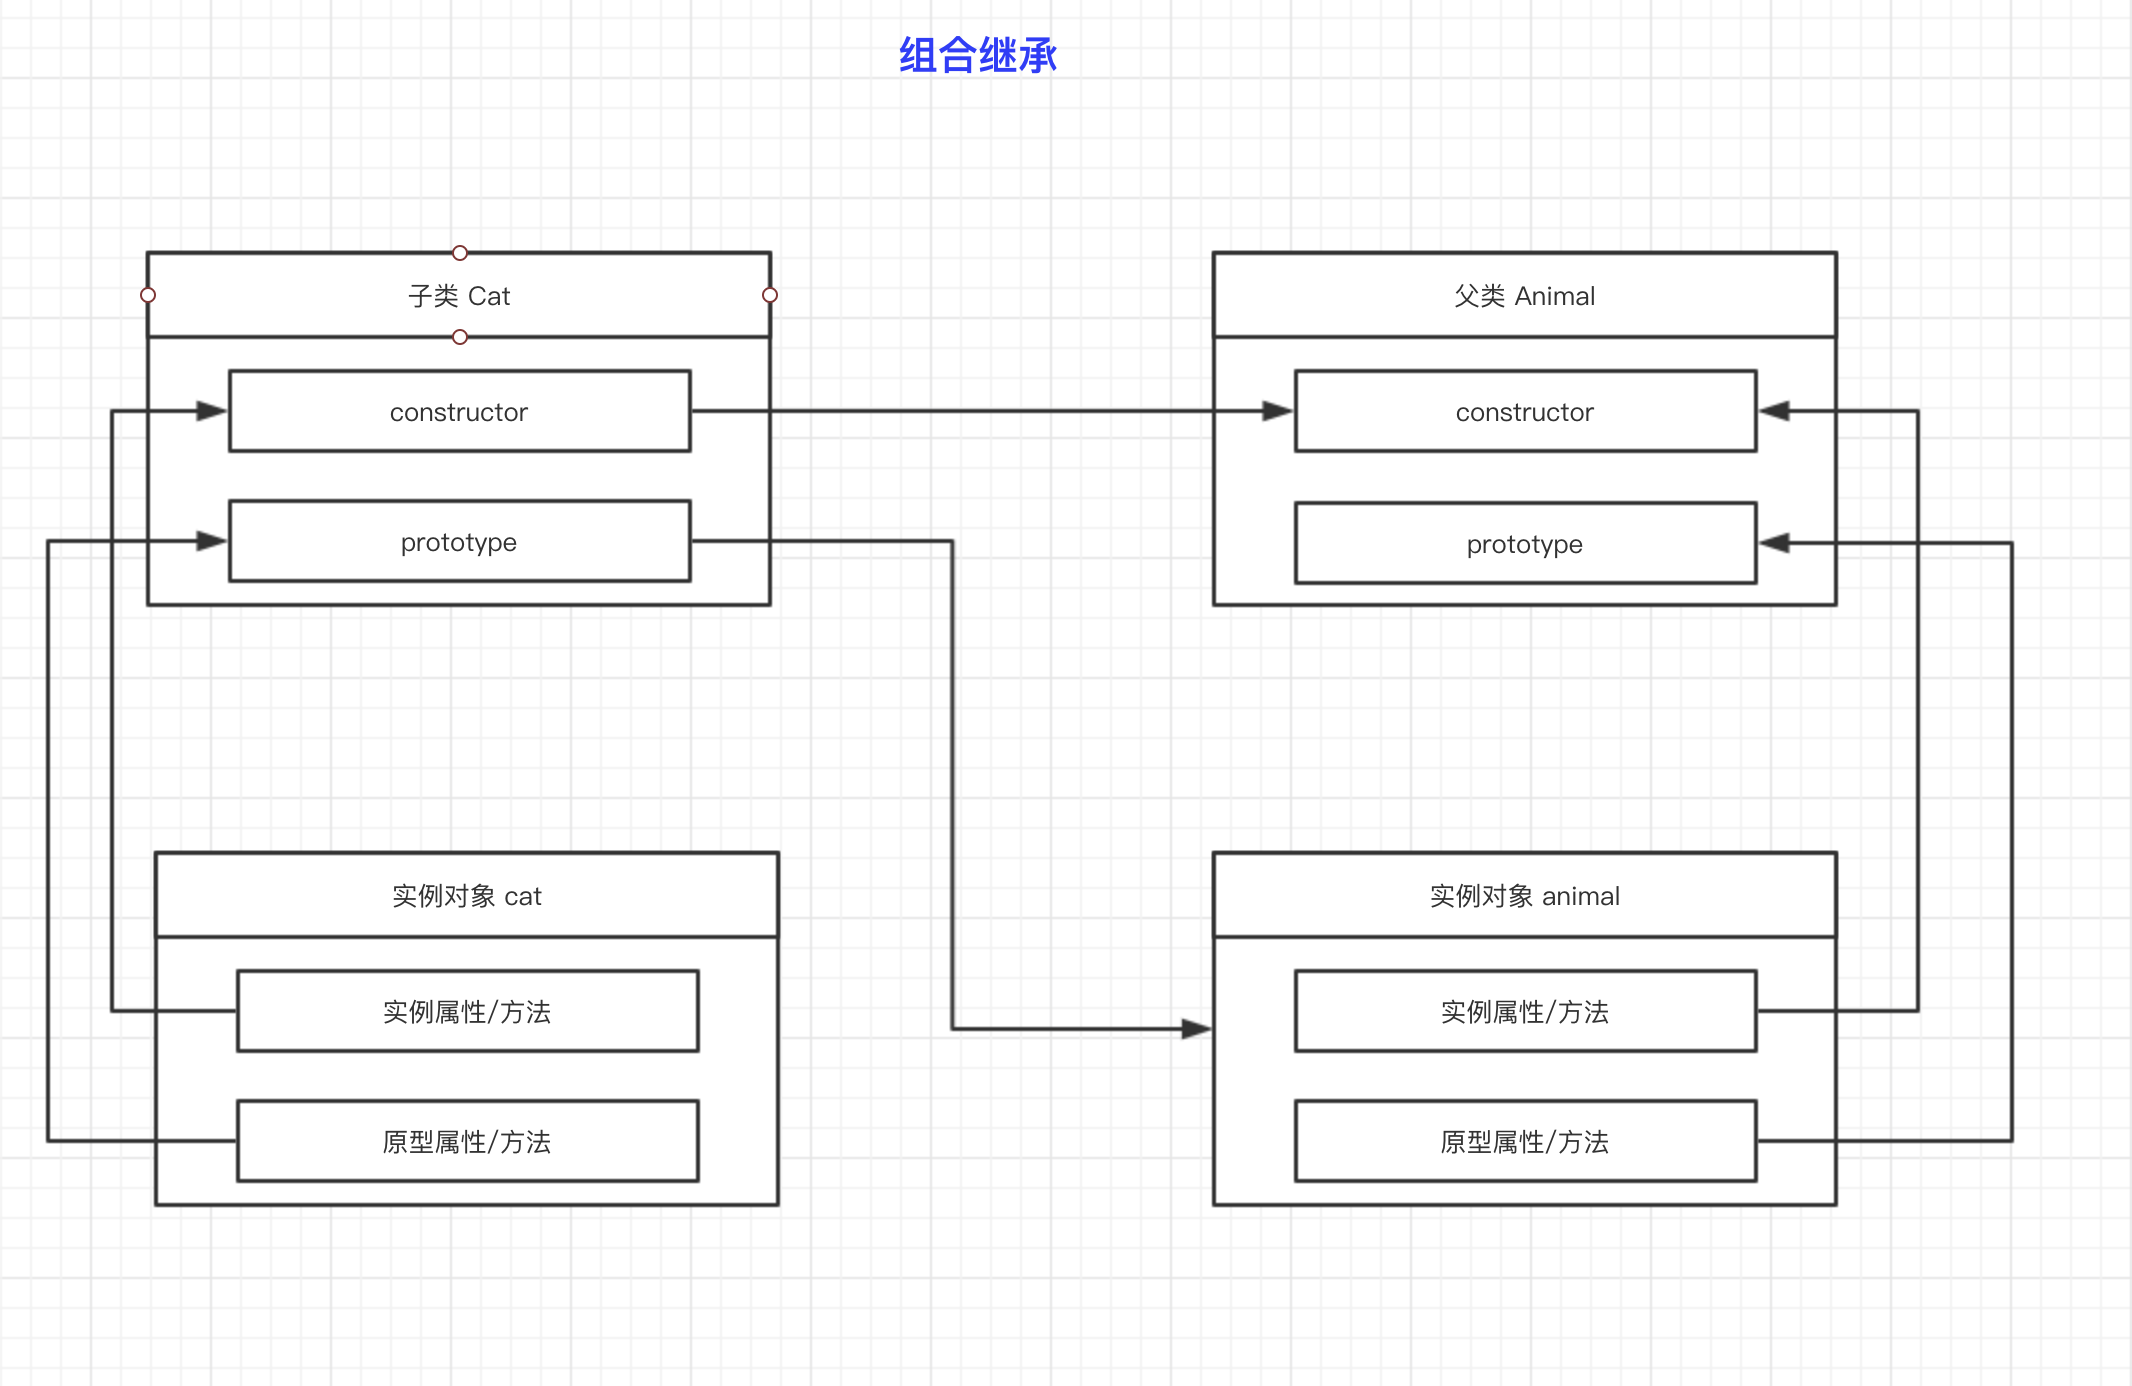 组合继承
子类 Cat
constructor
prototype
父类 Animal
constructor
prototype
实例对象 cat
实例属性/方法
原型属性/方法
实例对象 animal
实例属性/方法
原型属性/方法